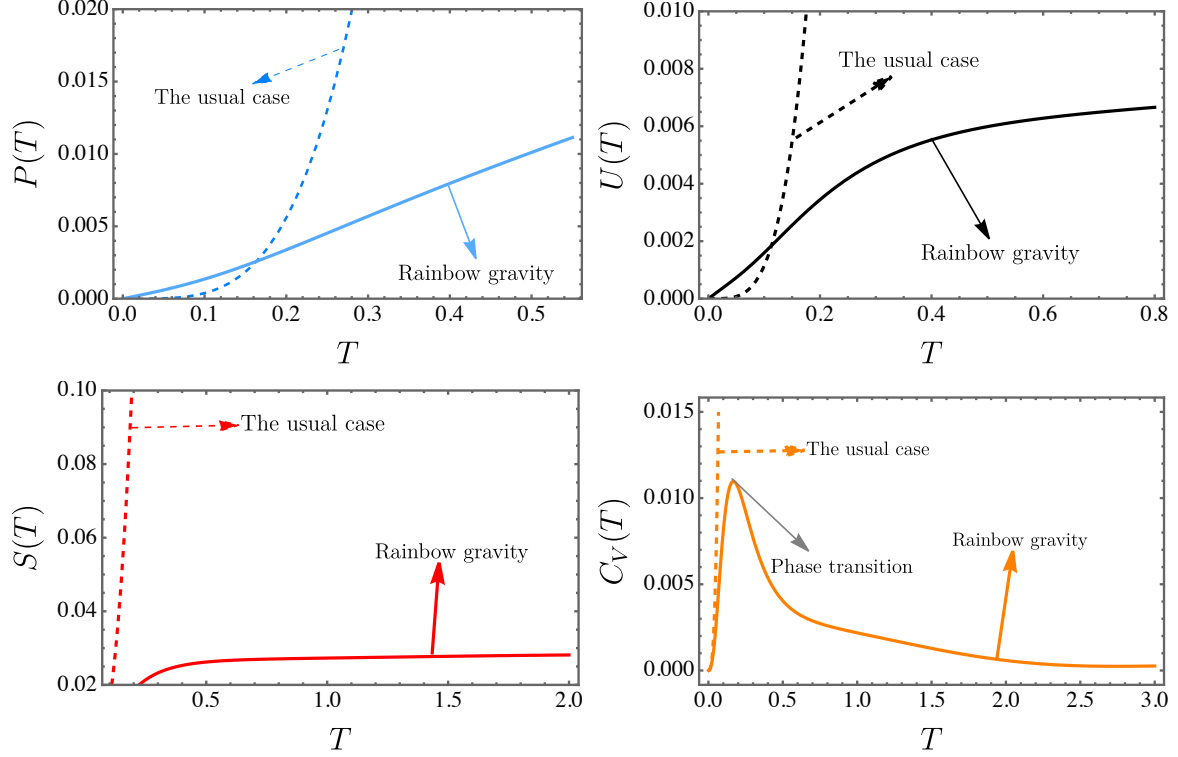 0.020
0.015
0.010
0.005
0.000
P(T)
The usual case
Rainbow gravity
0.0 0.1 0.2 0.3 0.4 0.5
T
0.010
0.008
0.006
0.004
0.002
0.000
U(T)
The usual case
Rainbow gravity
0.0 0.2 0.4 0.6 0.8
T
0.10
0.08
0.06
0.04
0.02
S(T)
The usual case
Rainbow gravity
0.5 1.0 1.5 2.0
T
0.015
0.010
0.005
0.000
C_V(T)
The usual case
Rainbow gravity
Phase transition
0.0 0.5 1.0 1.5 2.0 2.5 3.0
T